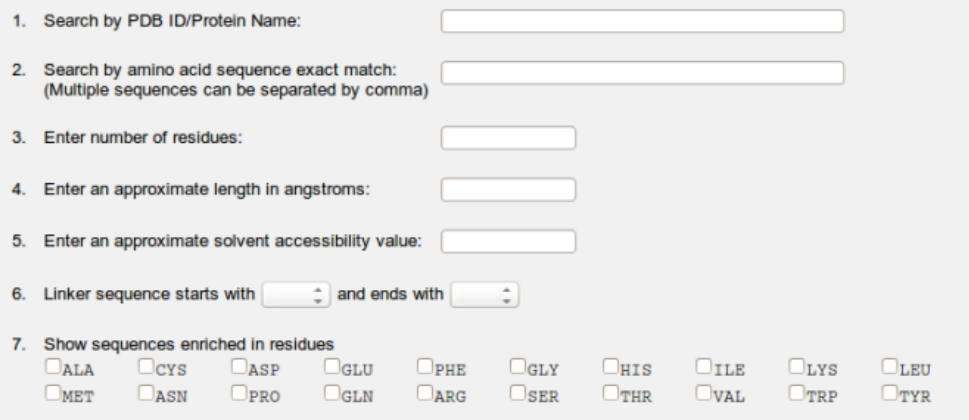 1. Search by PDB ID/Protein Name:
2. Search by amino acid sequence exact match:
(Multiple sequences can be separated by comma)
3. Enter number of residues:
4. Enter an approximate length in angstroms:
5. Enter an approximate solvent accessibility value:
6. Linker sequence starts with and ends with
7. Show sequences enriched in residues
ALA CYS ASP GLU PHE GLY HIS ILE LYS LEU
MET ASN PRO GLN ARG SER THR VAL TRP TYR